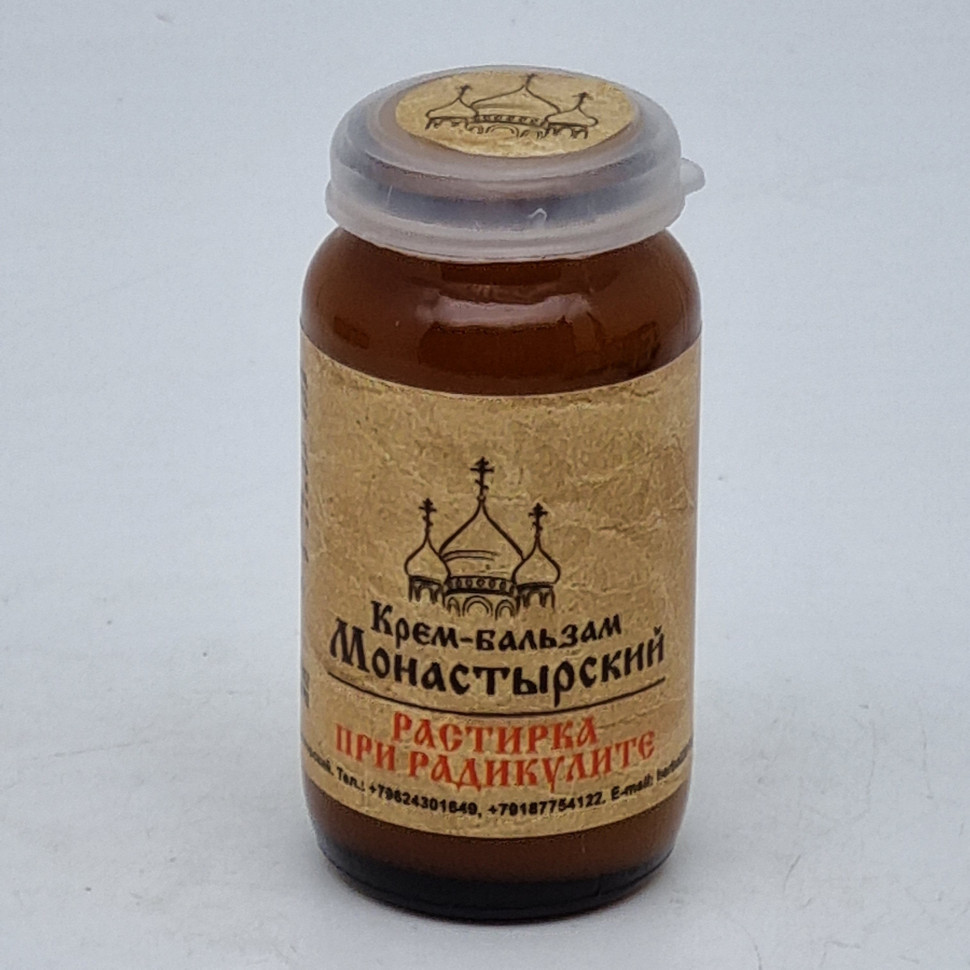 Крем-бальзам
Монастырский
РАСТИРКА
ПРИ РАДИКУЛИТЕ
Тел.: +79624301649, +79187754122. E-mail: